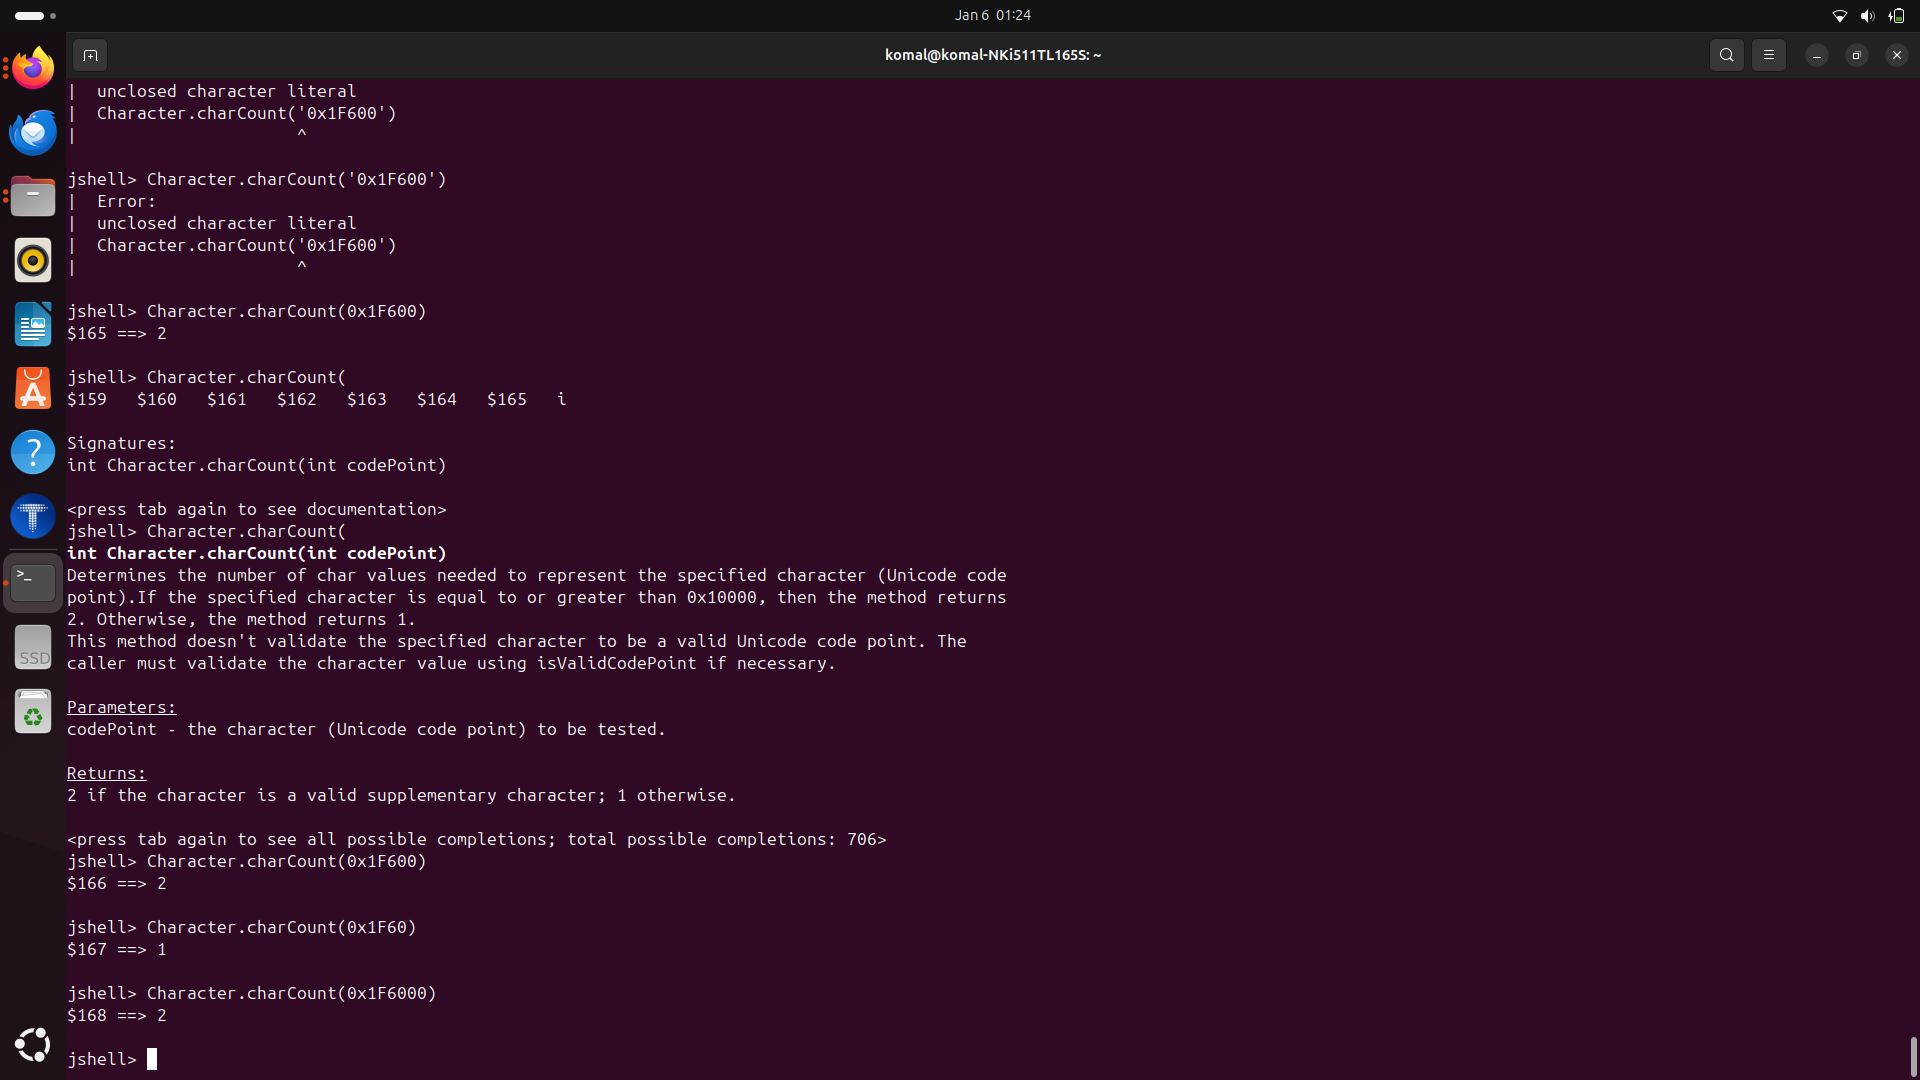 Jan 6 01:24
komal@komal-NKi511TL165S: ~
|  unclosed character literal
|  Character.charCount('0x1F600')
|                      ^
jshell> Character.charCount('0x1F600')
|  Error:
|  unclosed character literal
|  Character.charCount('0x1F600')
|                      ^
jshell> Character.charCount(0x1F600)
$165 ==> 2
jshell> Character.charCount(
$159   $160   $161   $162   $163   $164   $165   i
Signatures:
int Character.charCount(int codePoint)
<press tab again to see documentation>
jshell> Character.charCount(
int Character.charCount(int codePoint)
Determines the number of char values needed to represent the specified character (Unicode code
point).If the specified character is equal to or greater than 0x10000, then the method returns
2. Otherwise, the method returns 1.
This method doesn't validate the specified character to be a valid Unicode code point. The
caller must validate the character value using isValidCodePoint if necessary.
Parameters:
codePoint - the character (Unicode code point) to be tested.
Returns:
2 if the character is a valid supplementary character; 1 otherwise.
<press tab again to see all possible completions; total possible completions: 706>
jshell> Character.charCount(0x1F600)
$166 ==> 2
jshell> Character.charCount(0x1F60)
$167 ==> 1
jshell> Character.charCount(0x1F6000)
$168 ==> 2
jshell>
SSD